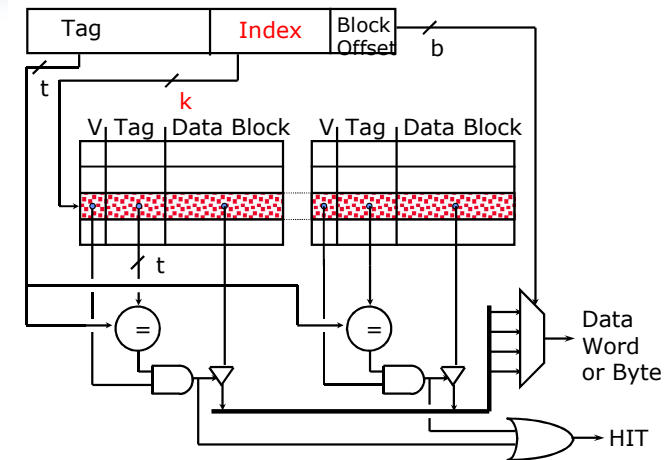 Tag
Index
Block
Offset
b
t
k
V Tag Data Block
V Tag Data Block
t
=
=
Data
Word
or Byte
HIT